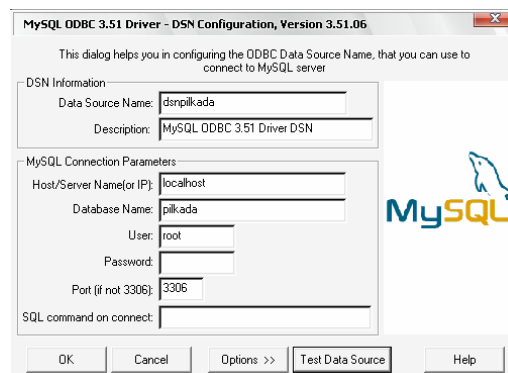 MySQL ODBC 3.51 Driver - DSN Configuration, Version 3.51.06
This dialog helps you in configuring the ODBC Data Source Name, that you can use to
connect to MySQL server
DSN Information
Data Source Name: dsnpilkada
Description: MySQL ODBC 3.51 Driver DSN
MySQL Connection Parameters
Host/Server Name(or IP): localhost
Database Name: pilkada
User: root
Password:
Port (if not 3306): 3306
SQL command on connect:
MySQL
OK Cancel Options >> Test Data Source Help